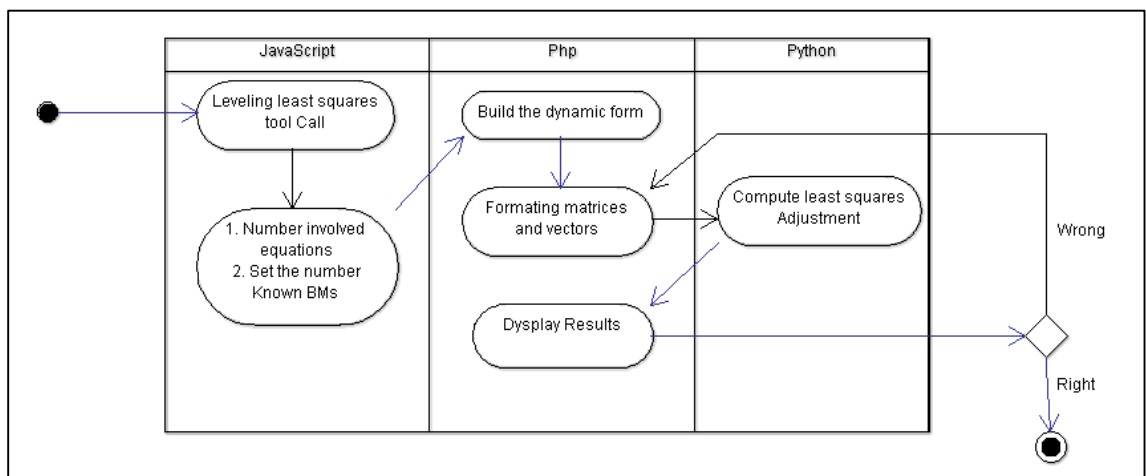 JavaScript
Php
Python
Leveling least squares
tool Call
1. Number involved
equations
2. Set the number
Known BMs
Build the dynamic form
Formating matrices
and vectors
Dysplay Results
Compute least squares
Adjustment
Wrong
Right